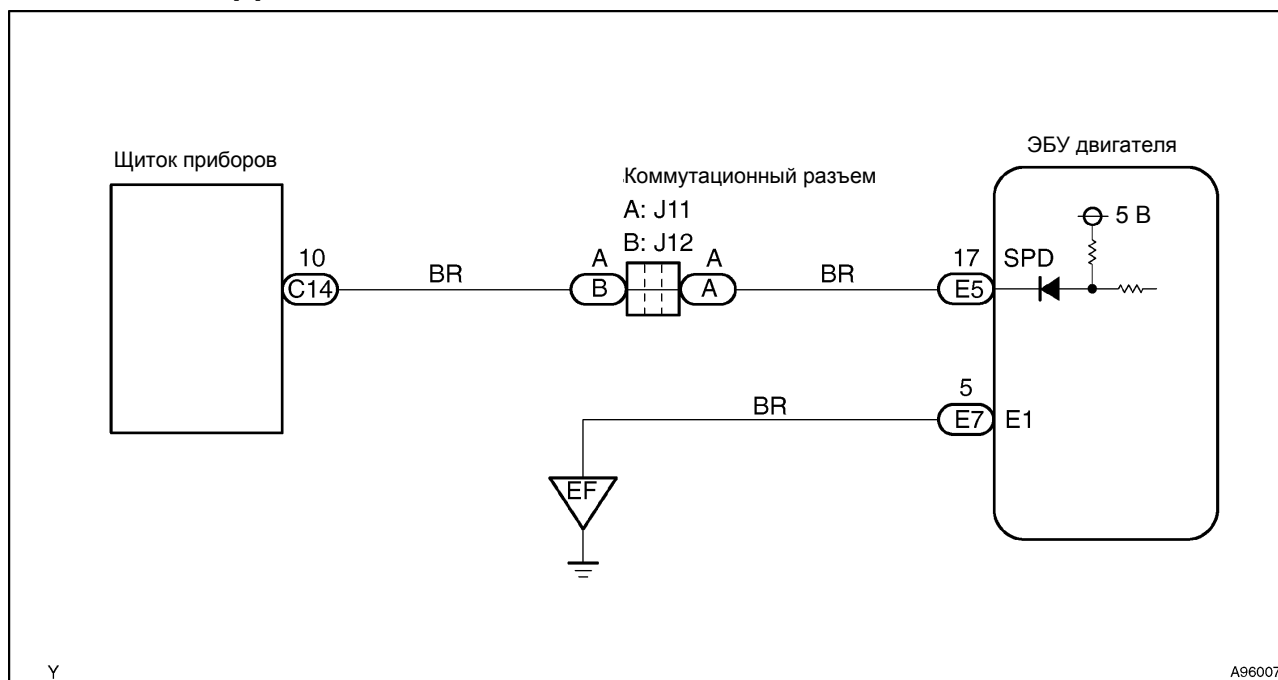 Щиток приборов
ЭБУ двигателя
Коммутационный разъем
A: J11
B: J12
5 В
10
C14
BR
A
B
A
A
BR
17
E5
SPD
BR
5
E7
E1
EF
Y
A96007